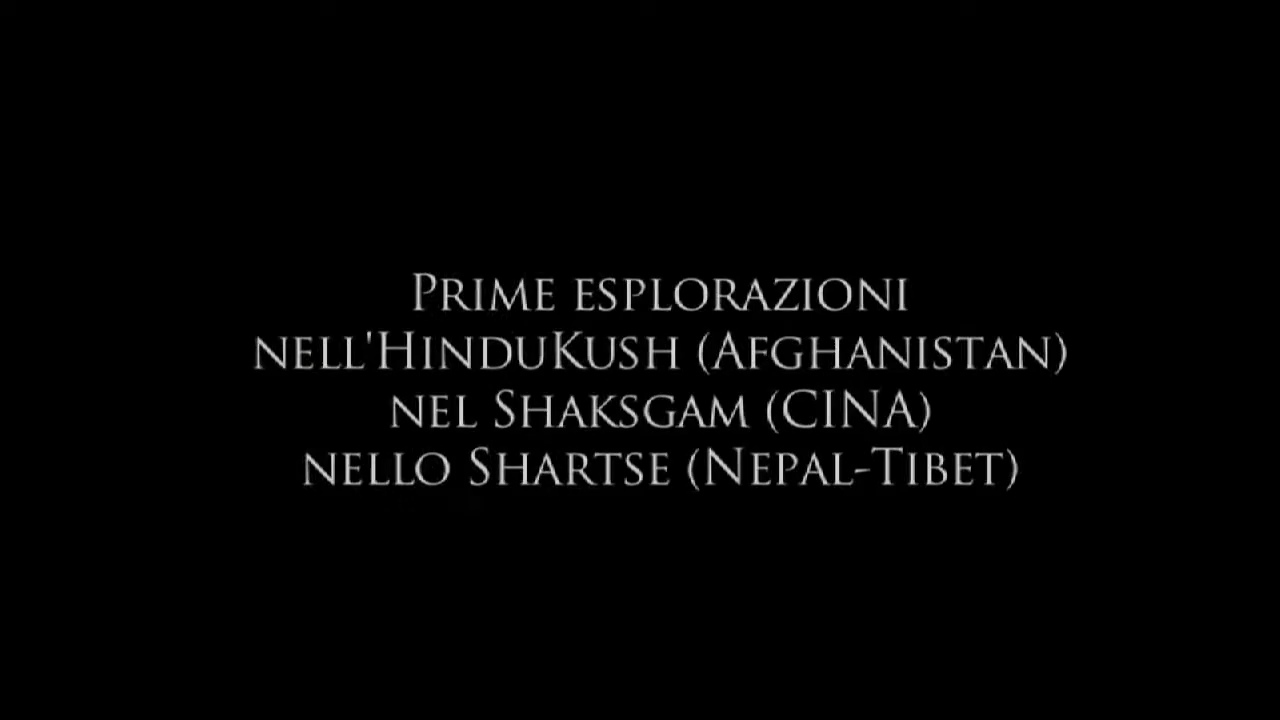 Prime esplorazioni
nell'HinduKush (Afghanistan)
nel Shaksgam (CINA)
nello Shartse (Nepal-Tibet)